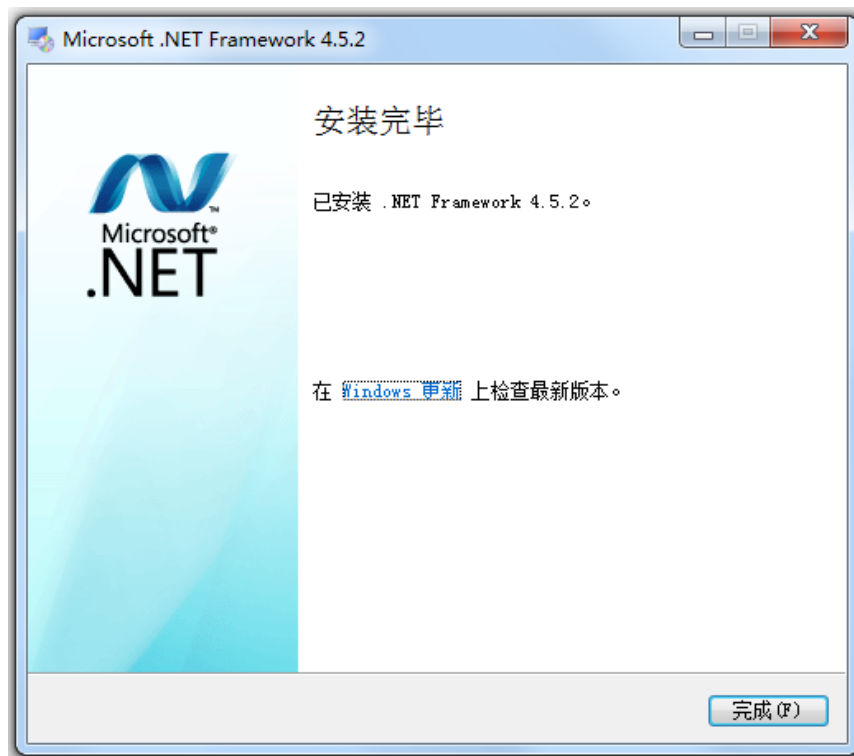 Microsoft .NET Framework 4.5.2
安装完毕
已安装 .NET Framework 4.5.2。
Microsoft®
.NET™
在 Windows 更新 上检查最新版本。
完成(F)